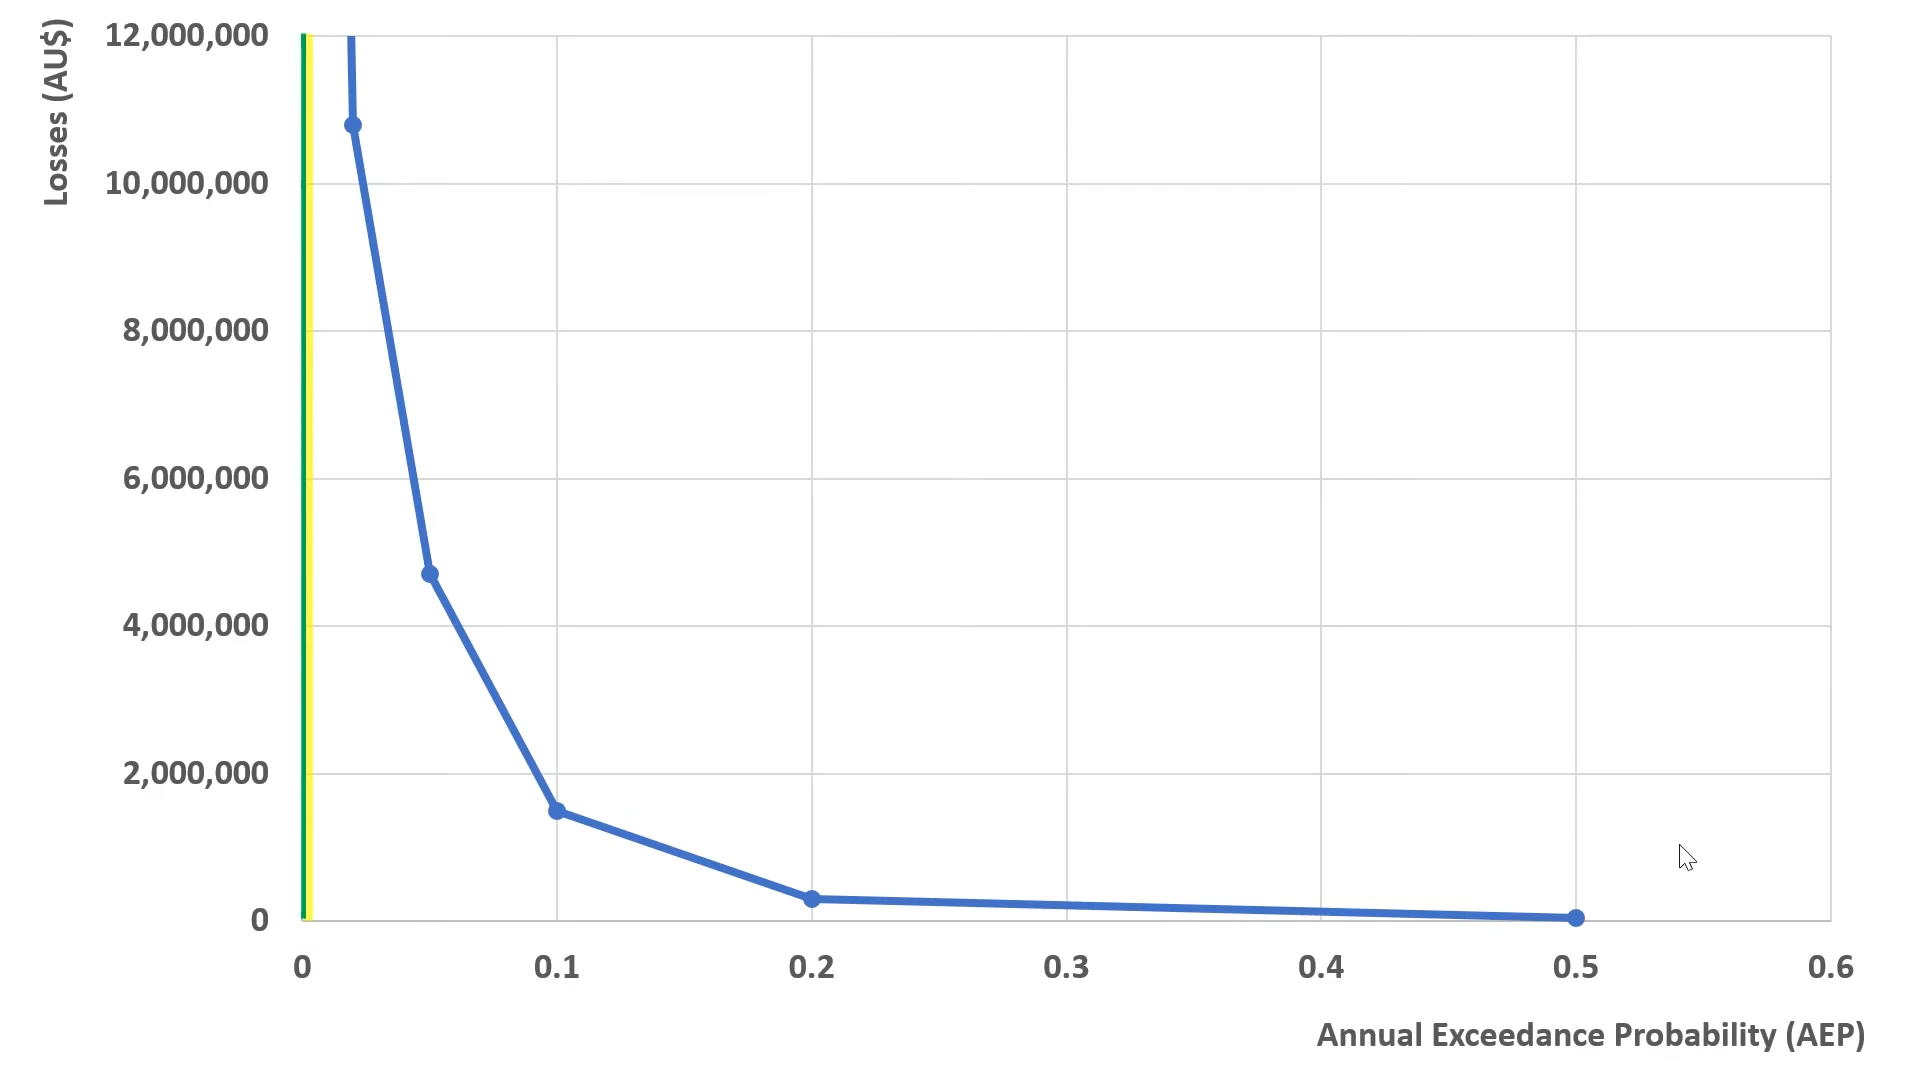 Losses (AU$)
12,000,000
10,000,000
8,000,000
6,000,000
4,000,000
2,000,000
0
0 0.1 0.2 0.3 0.4 0.5 0.6
Annual Exceedance Probability (AEP)